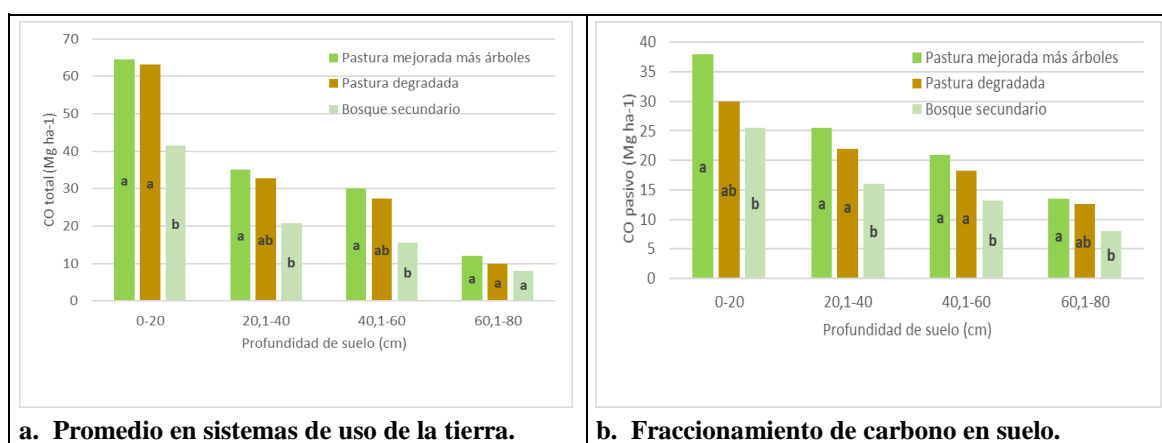 70
60
50
40
30
20
10
0
CO total (Mg ha-1)
Pastura mejorada más árboles
Pastura degradada
Bosque secundario
a a b
a ab b
a ab b
a a a
0-20 20,1-40 40,1-60 60,1-80
Profundidad de suelo (cm)
a. Promedio en sistemas de uso de la tierra.
40
35
30
25
20
15
10
5
0
CO pasivo (Mg ha-1)
Pastura mejorada más árboles
Pastura degradada
Bosque secundario
a ab b
a a b
a a b
a ab b
0-20 20,1-40 40,1-60 60,1-80
Profundidad de suelo (cm)
b. Fraccionamiento de carbono en suelo.